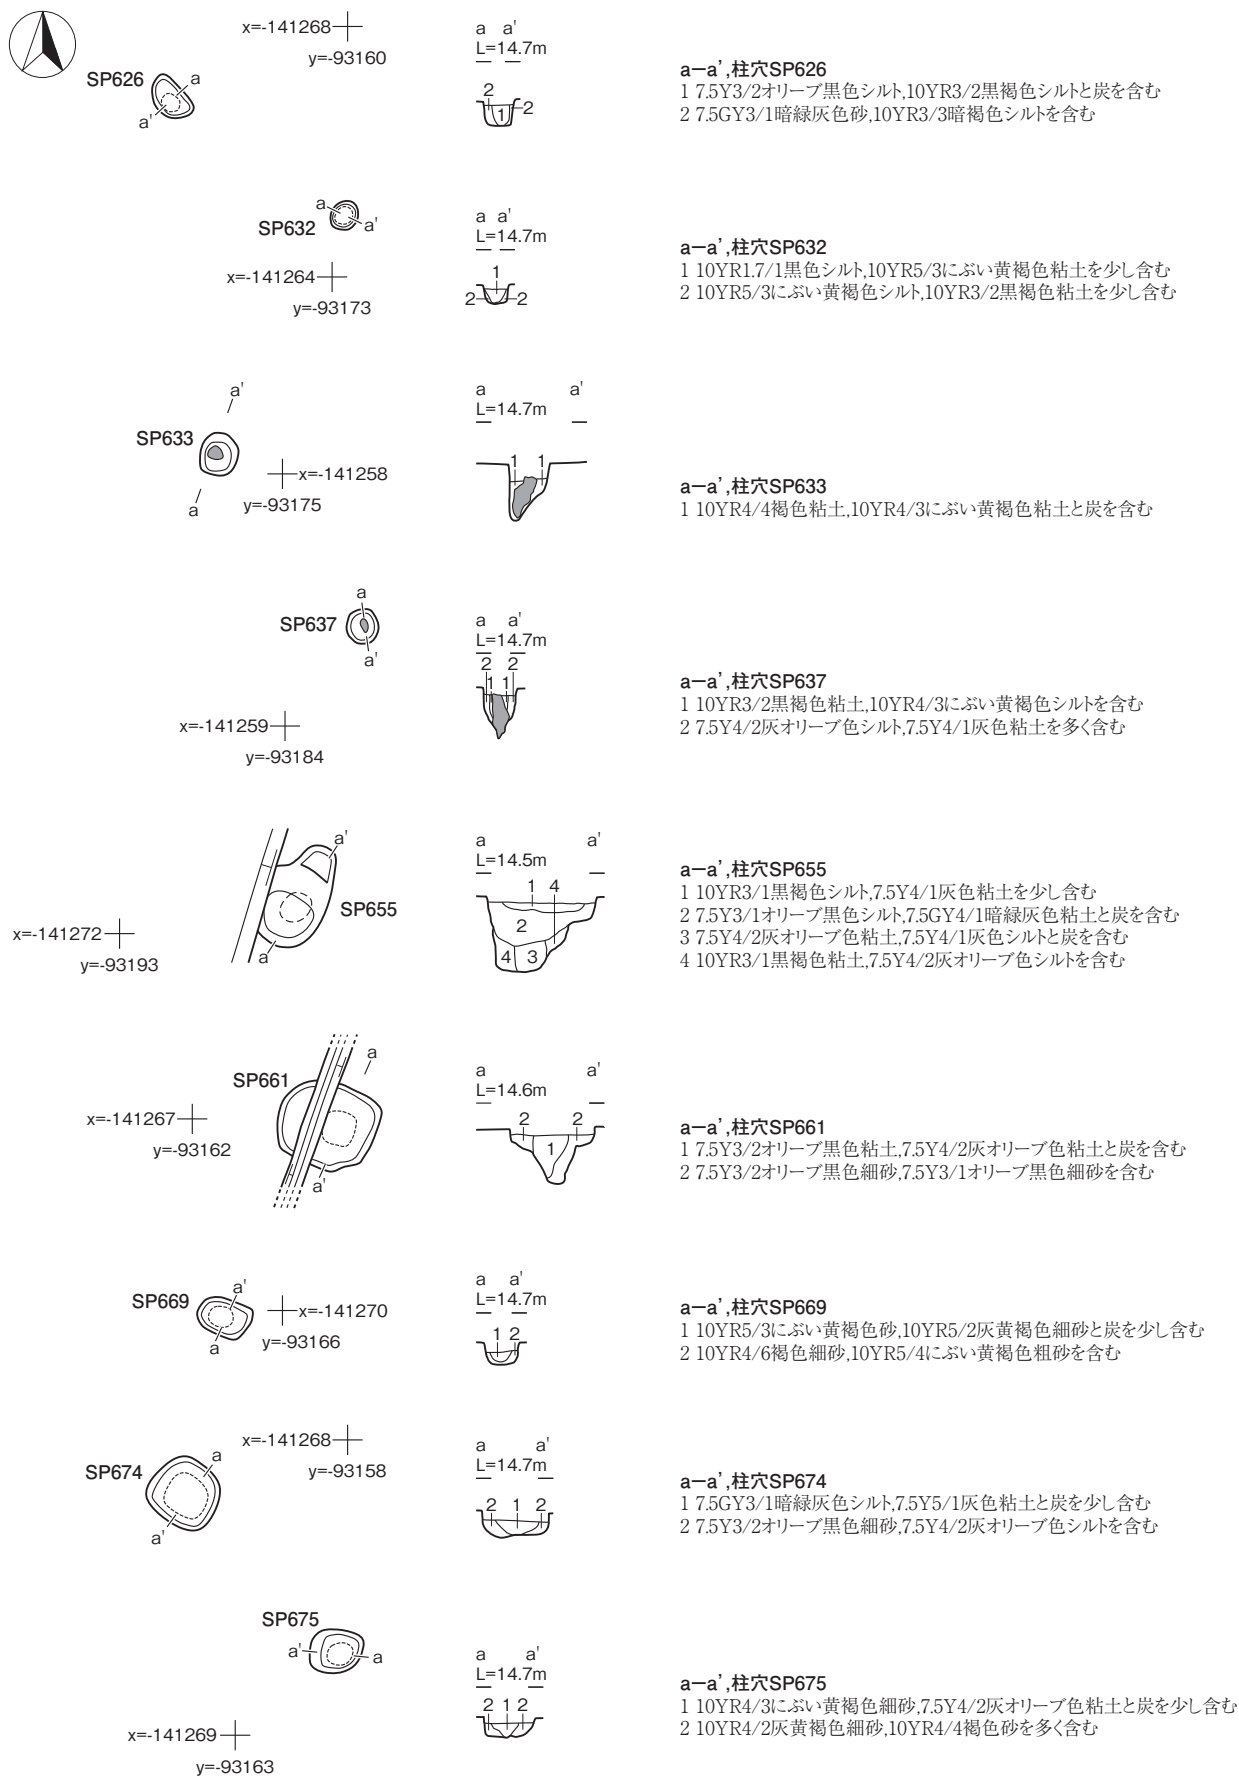 x=-141268
y=-93160
SP626
a
a'
a a'
L=14.7m
2
1
2
a－a’,柱穴SP626
1 7.5Y3/2オリーブ黒色シルト,10YR3/2黒褐色シルトと炭を含む
2 7.5GY3/1暗緑灰色砂,10YR3/3暗褐色シルトを含む
a
SP632
a'
x=-141264
y=-93173
a a'
L=14.7m
1
2 2
a－a’,柱穴SP632
1 10YR1.7/1黒色シルト,10YR5/3にぶい黄褐色粘土を少し含む
2 10YR5/3にぶい黄褐色シルト,10YR3/2黒褐色粘土を少し含む
a'
SP633
a
x=-141258
y=-93175
a a'
L=14.7m
1 1
a－a’,柱穴SP633
1 10YR4/4褐色粘土,10YR4/3にぶい黄褐色粘土と炭を含む
a
SP637
a'
x=-141259
y=-93184
a a'
L=14.7m
2 2
1 1
a－a’,柱穴SP637
1 10YR3/2黒褐色粘土,10YR4/3にぶい黄褐色シルトを含む
2 7.5Y4/2灰オリーブ色シルト,7.5Y4/1灰色粘土を多く含む
a'
SP655
a
x=-141272
y=-93193
a a'
L=14.5m
1 4
2
4 3
a－a’,柱穴SP655
1 10YR3/1黒褐色シルト,7.5Y4/1灰色粘土を少し含む
2 7.5Y3/1オリーブ黒色シルト,7.5GY4/1暗緑灰色粘土と炭を含む
3 7.5Y4/2灰オリーブ色粘土,7.5Y4/1灰色シルトと炭を含む
4 10YR3/1黒褐色粘土,7.5Y4/2灰オリーブ色シルトを含む
a
SP661
a'
x=-141267
y=-93162
a a'
L=14.6m
2 2
1
a－a’,柱穴SP661
1 7.5Y3/2オリーブ黒色粘土,7.5Y4/2灰オリーブ色粘土と炭を含む
2 7.5Y3/2オリーブ黒色細砂,7.5Y3/1オリーブ黒色細砂を含む
a'
SP669
a
x=-141270
y=-93166
a a'
L=14.7m
1 2
a－a’,柱穴SP669
1 10YR5/3にぶい黄褐色砂,10YR5/2灰黄褐色細砂と炭を少し含む
2 10YR4/6褐色細砂,10YR5/4にぶい黄褐色粗砂を含む
x=-141268
y=-93158
SP674
a
a'
a a'
L=14.7m
2 1 2
a－a’,柱穴SP674
1 7.5GY3/1暗緑灰色シルト,7.5Y5/1灰色粘土と炭を少し含む
2 7.5Y3/2オリーブ黒色細砂,7.5Y4/2灰オリーブ色シルトを含む
SP675
a' a
x=-141269
y=-93163
a a'
L=14.7m
2 1 2
a－a’,柱穴SP675
1 10YR4/3にぶい黄褐色細砂,7.5Y4/2灰オリーブ色粘土と炭を少し含む
2 10YR4/2灰黄褐色細砂,10YR4/4褐色砂を多く含む